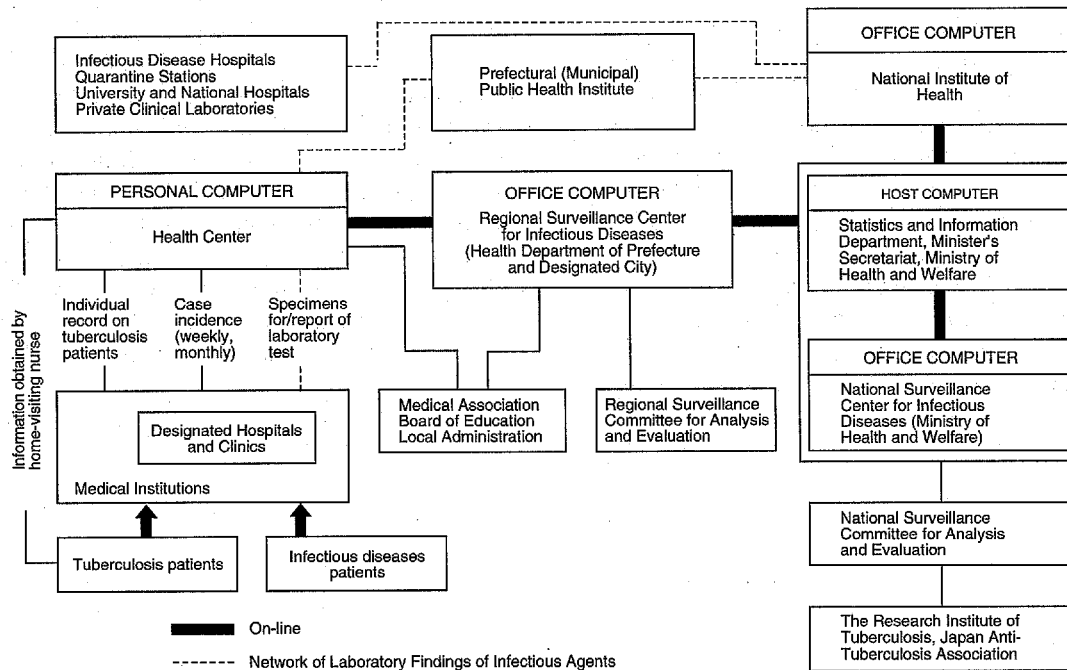 Infectious Disease Hospitals
Quarantine Stations
University and National Hospitals
Private Clinical Laboratories
Prefectural (Municipal)
Public Health Institute
OFFICE COMPUTER
National Institute of
Health
PERSONAL COMPUTER
Health Center
OFFICE COMPUTER
Regional Surveillance Center
for Infectious Diseases
(Health Department of Prefecture
and Designated City)
HOST COMPUTER
Statistics and Information
Department, Minister's
Secretariat, Ministry of
Health and Welfare
Information obtained by
home-visiting nurse
Individual
record on
tuberculosis
patients
Case
incidence
(weekly,
monthly)
Specimens
for/report of
laboratory
test
OFFICE COMPUTER
National Surveillance
Center for Infectious
Diseases (Ministry
of Health and Welfare)
Designated Hospitals
and Clinics
Medical Institutions
Medical Association
Board of Education
Local Administration
Regional Surveillance
Committee for Analysis
and Evaluation
Tuberculosis patients
Infectious diseases
patients
National Surveillance
Committee for Analysis
and Evaluation
The Research Institute of
Tuberculosis, Japan Anti-
Tuberculosis Association
On-line
Network of Laboratory Findings of Infectious Agents